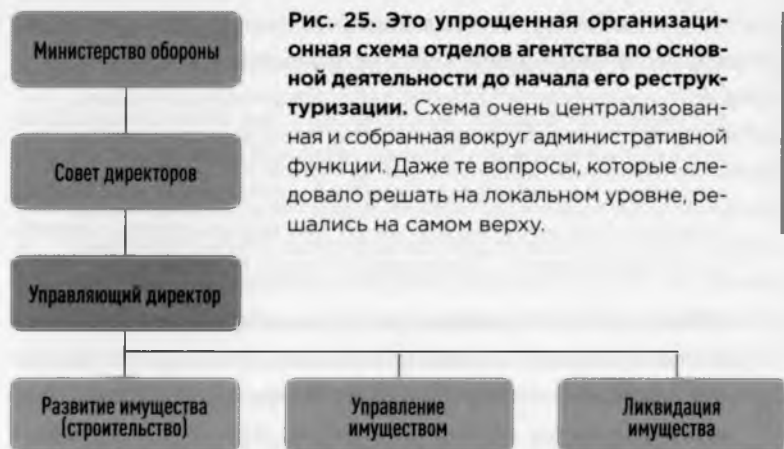 Министерство обороны
Рис. 25. Это упрощенная организаци-
онная схема отделов агентства по основ-
ной деятельности до начала его реструк-
туризации. Схема очень централизован-
ная и собранная вокруг административной
функции. Даже те вопросы, которые сле-
довало решать на локальном уровне, ре-
шались на самом верху.
Совет директоров
Управляющий директор
Развитие имущества
(строительство)
Управление
имуществом
Ликвидация
имущества